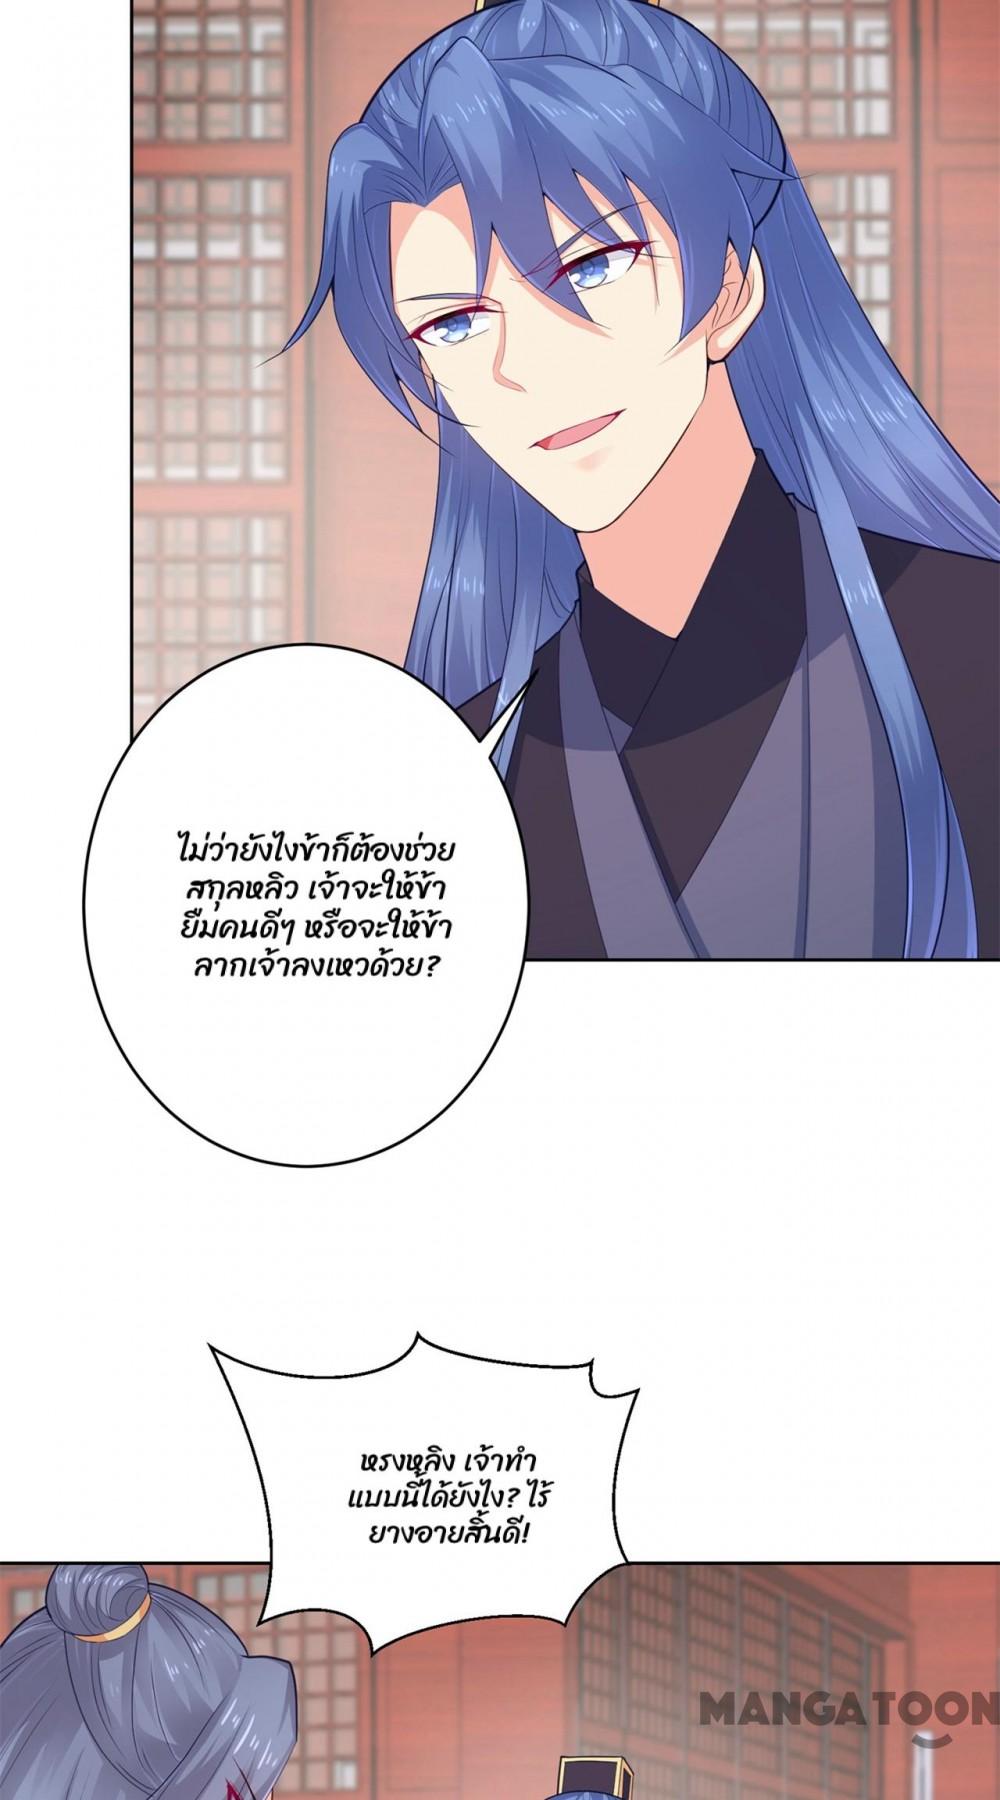 ไม่ว่ายังไงข้าก็ต้องช่วย
สกุลหลิว เจ้าจะให้ข้า
ยืมคนดีๆ หรือจะให้ข้า
ลากเจ้าลงเหวด้วย?
หรงหลิง เจ้าทำ
แบบนี้ได้ยังไง? ไร้
ยางอายสิ้นดี!
MANGATOON